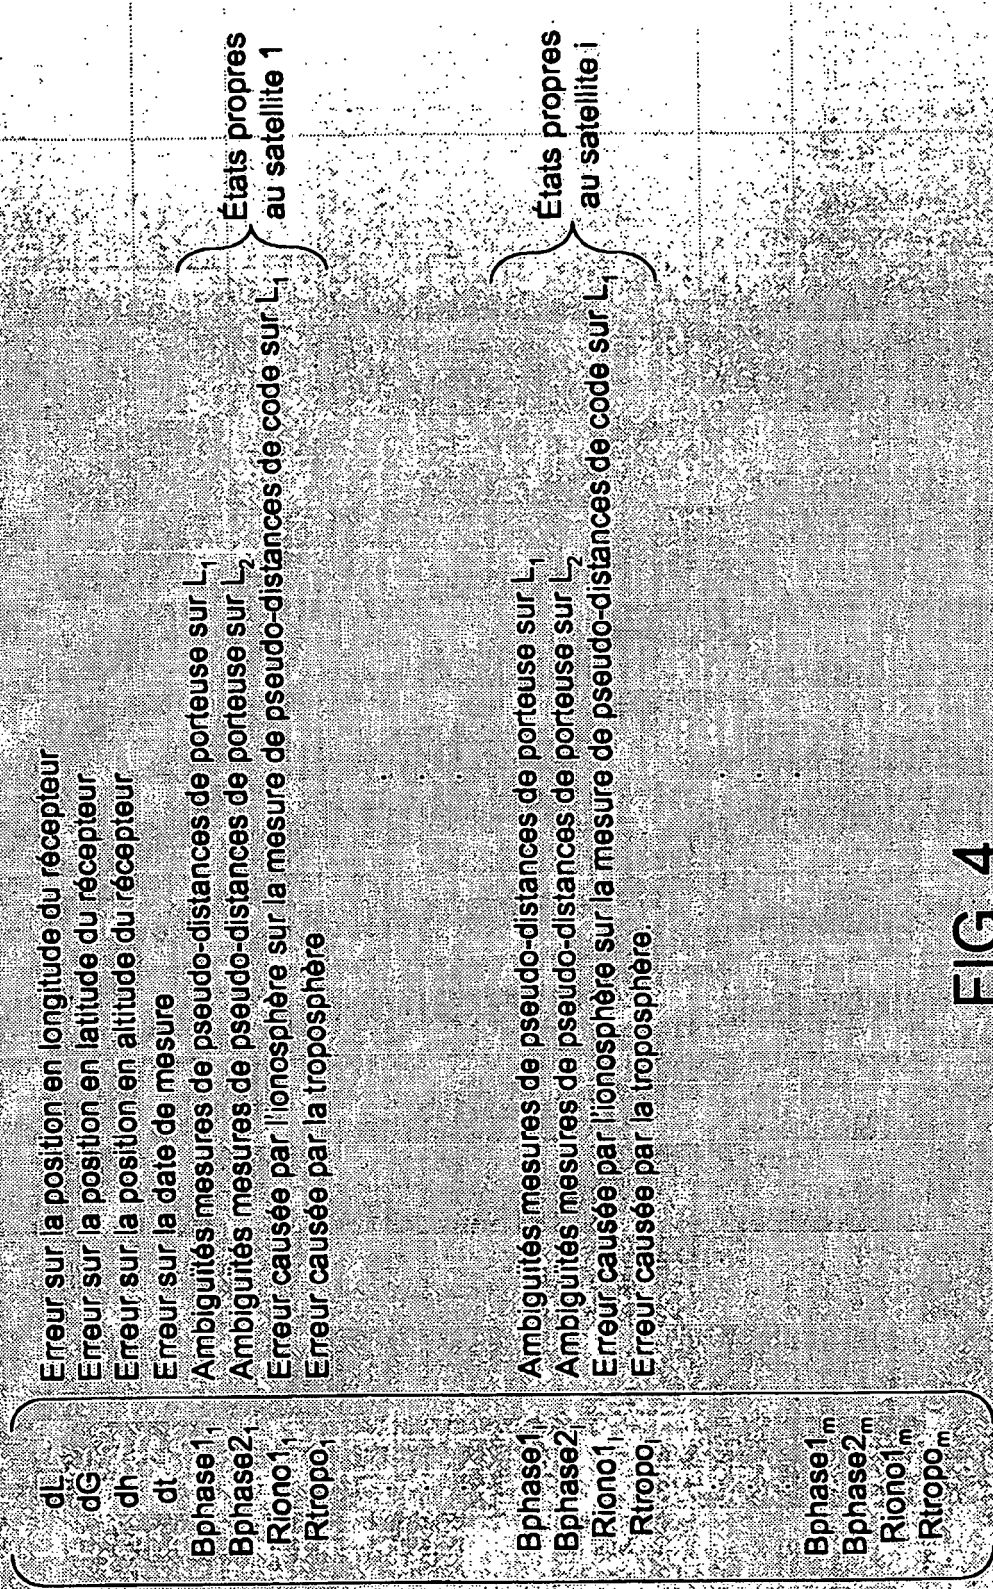 dL Erreur sur la position en longitude du récepteur
dG Erreur sur la position en latitude du récepteur
dh Erreur sur la position en altitude du récepteur
dt Erreur sur la date de mesure
Bphase1₁ Ambiguïtés mesures de pseudo-distances de porteuse sur L₁
Bphase2₁ Ambiguïtés mesures de pseudo-distances de porteuse sur L₂
Riono1₁ Erreur causée par l'ionosphère sur la mesure de pseudo-distances de code sur L₁
Rtropo₁ Erreur causée par la troposphère
États propres
au satellite 1
Bphase1ᵢ Ambiguïtés mesures de pseudo-distances de porteuse sur L₁
Bphase2ᵢ Ambiguïtés mesures de pseudo-distances de porteuse sur L₂
Riono1ᵢ Erreur causée par l'ionosphère sur la mesure de pseudo-distances de code sur L₁
Rtropoᵢ Erreur causée par la troposphère.
États propres
au satellite i
Bphase1ₘ
Bphase2ₘ
Riono1ₘ
Rtropoₘ
FIG 4